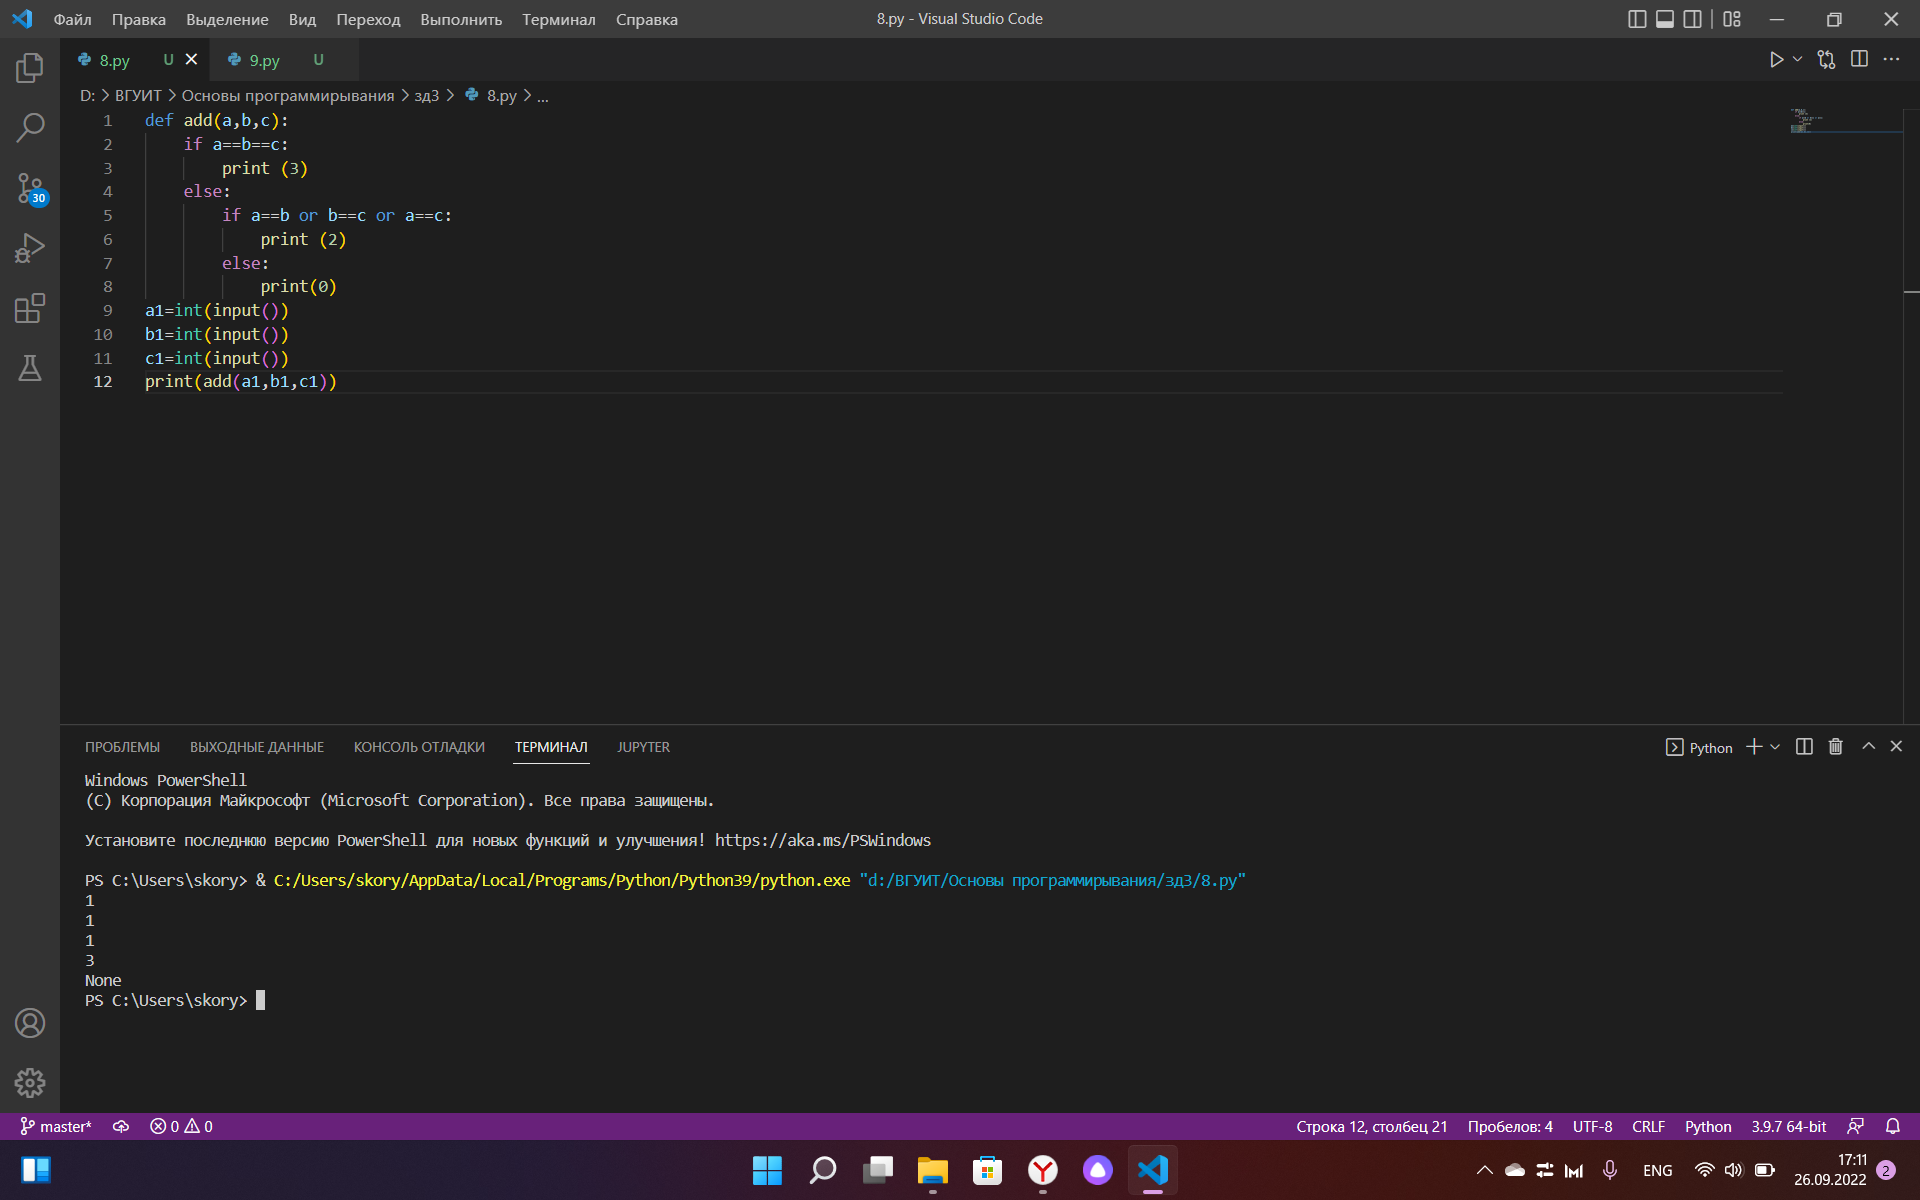 Файл Правка Выделение Вид Переход Выполнить Терминал Справка 8.py - Visual Studio Code
8.py U 9.py U
D: > ВГУИТ > Основы программирывания > зд3 > 8.py > ...
1 def add(a,b,c):
2 if a==b==c:
3 print (3)
4 else:
5 if a==b or b==c or a==c:
6 print (2)
7 else:
8 print(0)
9 a1=int(input())
10 b1=int(input())
11 c1=int(input())
12 print(add(a1,b1,c1))
30
ПРОБЛЕМЫ ВЫХОДНЫЕ ДАННЫЕ КОНСОЛЬ ОТЛАДКИ ТЕРМИНАЛ JUPYTER Python
Windows PowerShell
(C) Корпорация Майкрософт (Microsoft Corporation). Все права защищены.
Установите последнюю версию PowerShell для новых функций и улучшения! https://aka.ms/PSWindows
PS C:\Users\skory> & C:/Users/skory/AppData/Local/Programs/Python/Python39/python.exe "d:/ВГУИТ/Основы программирывания/зд3/8.py"
1
1
1
3
None
PS C:\Users\skory>
master* 0 0 Строка 12, столбец 21 Пробелов: 4 UTF-8 CRLF Python 3.9.7 64-bit
ENG 17:11
26.09.2022 2